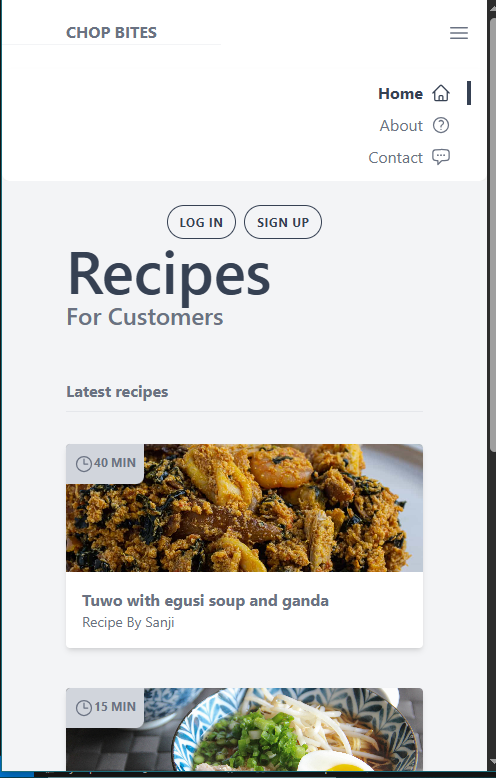 CHOP BITES
Home
About
Contact
LOG IN
SIGN UP
Recipes
For Customers
Latest recipes
40 MIN
Tuwo with egusi soup and ganda
Recipe By Sanji
15 MIN